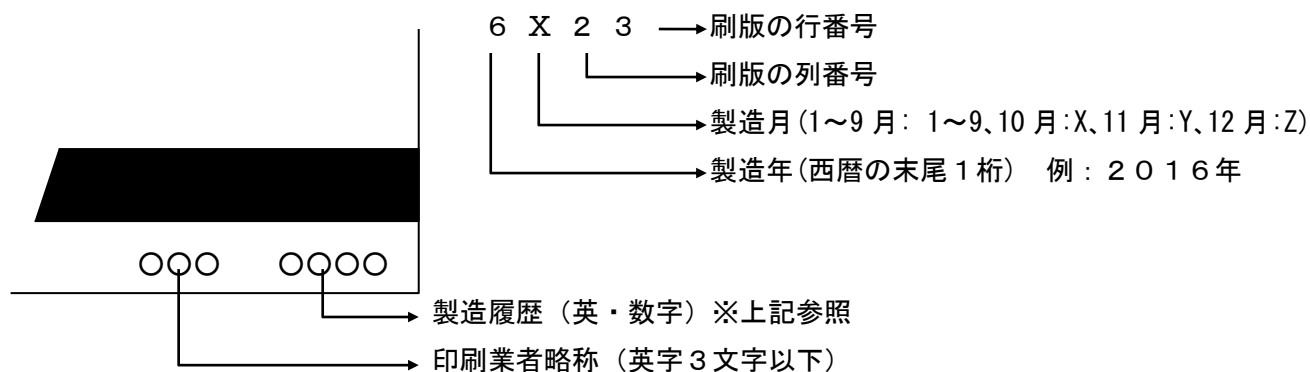 ６ Ｘ ２ ３ 刷版の行番号
刷版の列番号
製造月(1～9 月: 1～9、10 月:X、11 月:Y、12 月:Z)
製造年(西暦の末尾１桁)　例：２０１６年
○○○　○○○○
製造履歴（英・数字）※上記参照
印刷業者略称（英字３文字以下）